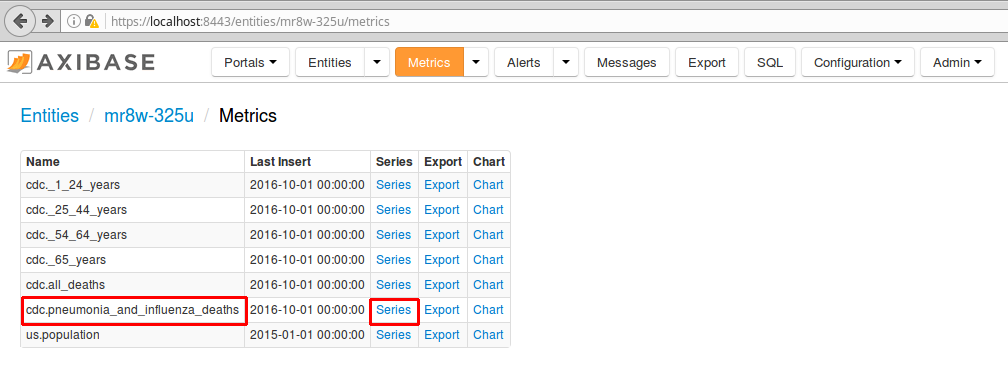 https://localhost:8443/entities/mr8w-325u/metrics
AXIBASE Portals Entities Metrics Alerts Messages Export SQL Configuration Admin
Entities / mr8w-325u / Metrics
Name Last Insert Series Export Chart
cdc._1_24_years 2016-10-01 00:00:00 Series Export Chart
cdc._25_44_years 2016-10-01 00:00:00 Series Export Chart
cdc._54_64_years 2016-10-01 00:00:00 Series Export Chart
cdc._65_years 2016-10-01 00:00:00 Series Export Chart
cdc.all_deaths 2016-10-01 00:00:00 Series Export Chart
cdc.pneumonia_and_influenza_deaths 2016-10-01 00:00:00 Series Export Chart
us.population 2015-01-01 00:00:00 Series Export Chart